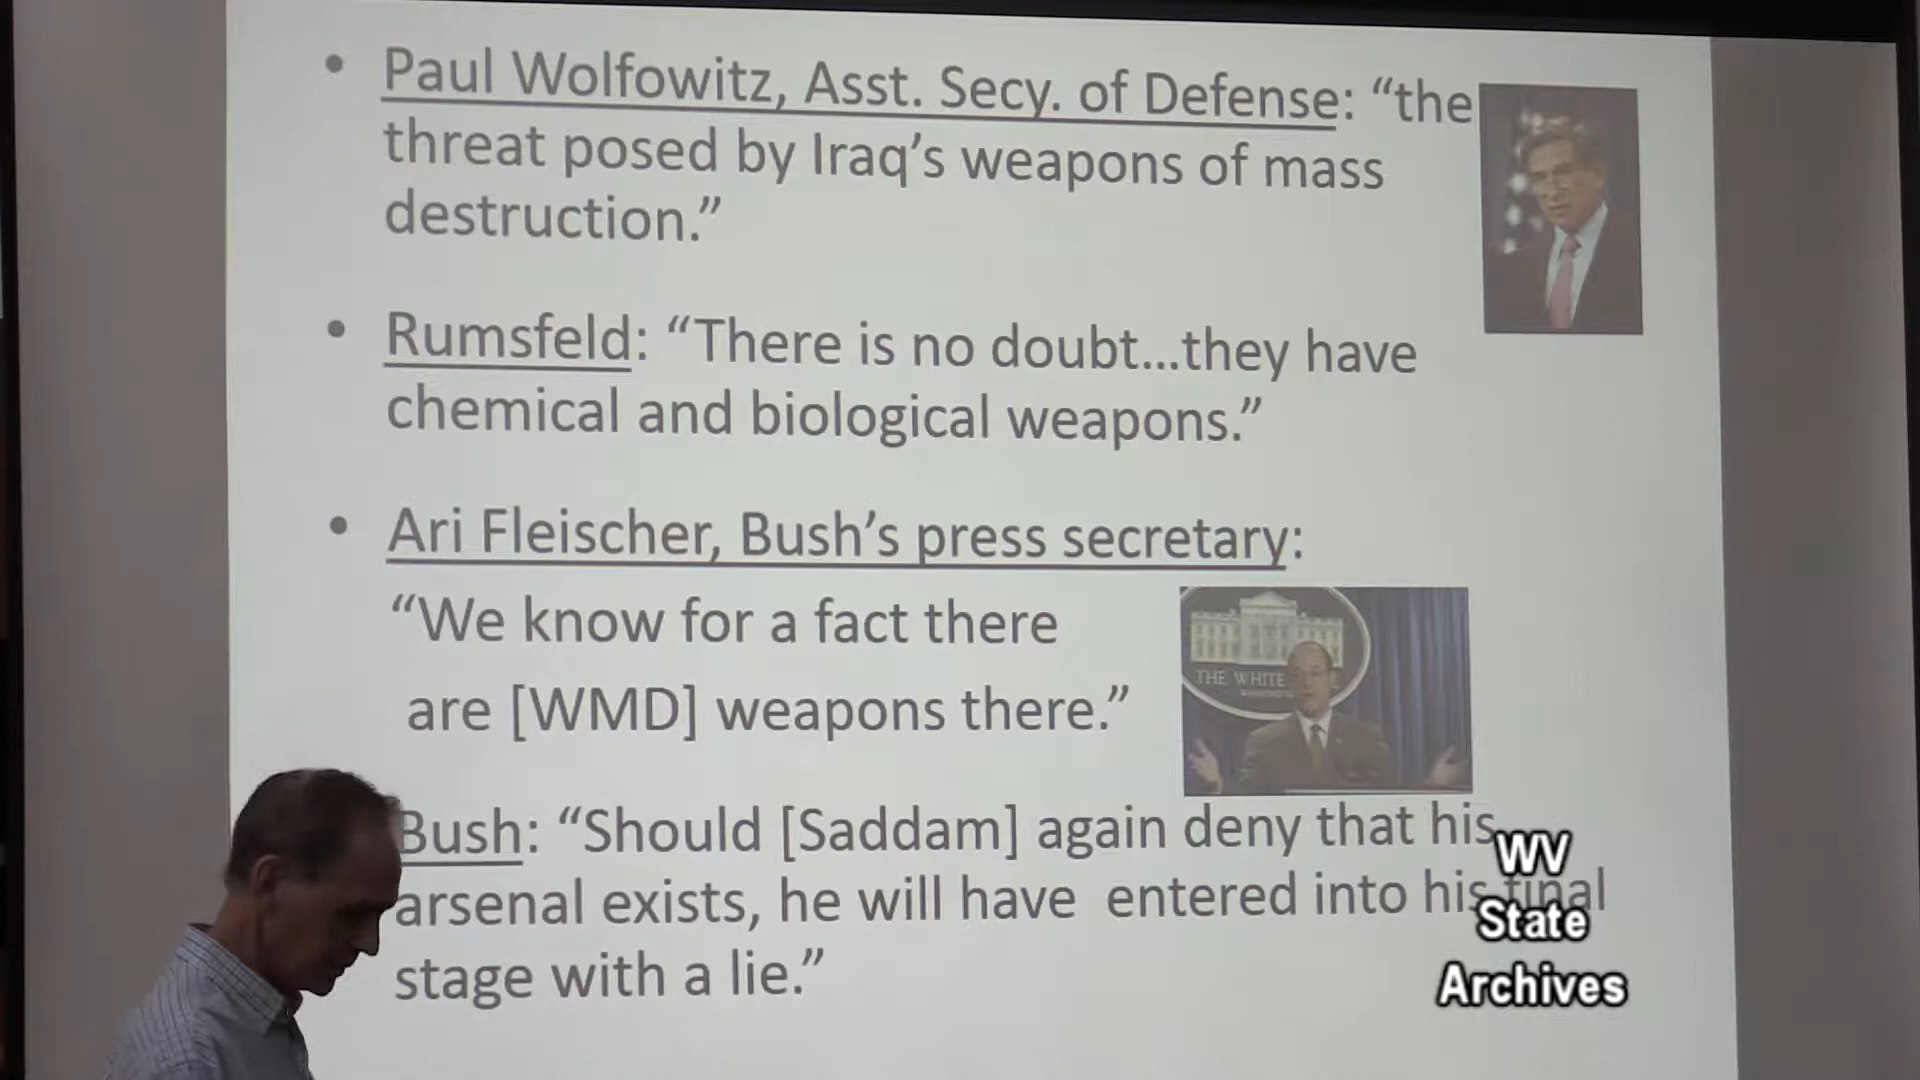 • Paul Wolfowitz, Asst. Secy. of Defense: “the
threat posed by Iraq’s weapons of mass
destruction.”
• Rumsfeld: “There is no doubt...they have
chemical and biological weapons.”
• Ari Fleischer, Bush’s press secretary:
“We know for a fact there
are [WMD] weapons there.”
THE WHITE
Bush: “Should [Saddam] again deny that his
arsenal exists, he will have entered into his final
stage with a lie.”
WV
State
Archives